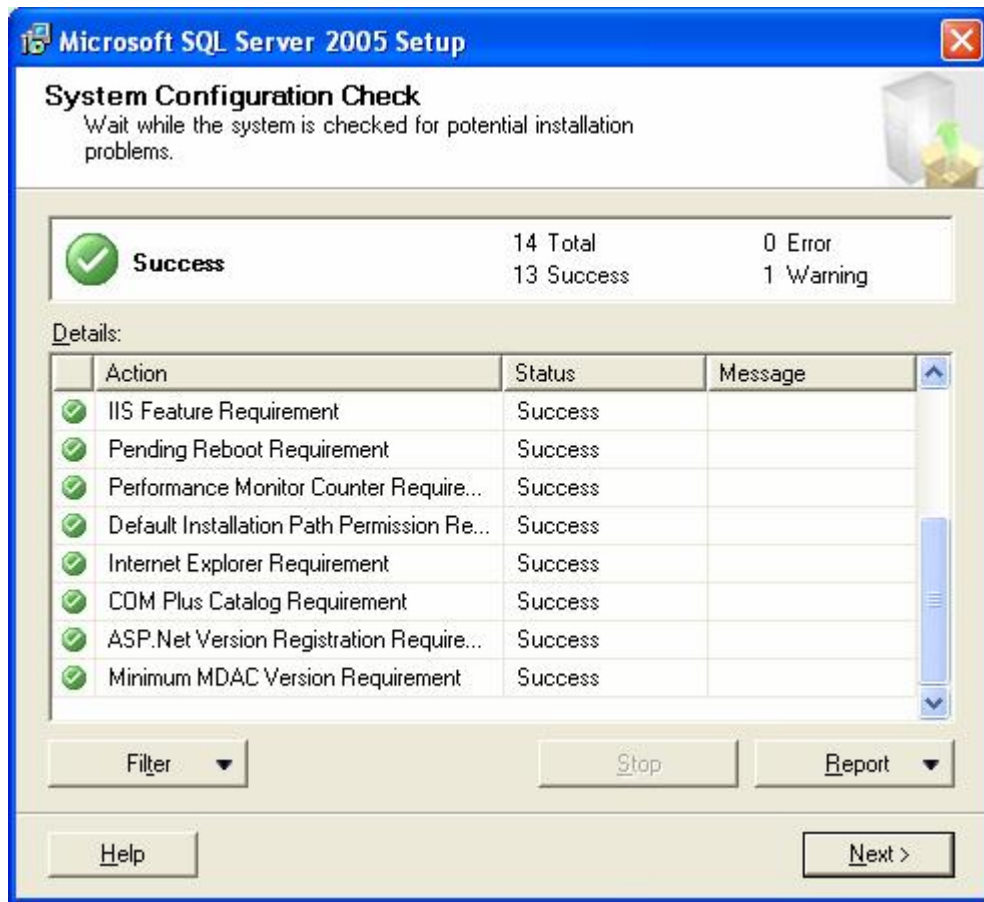 Microsoft SQL Server 2005 Setup
System Configuration Check
Wait while the system is checked for potential installation
problems.
Success
14 Total
0 Error
13 Success
1 Warning
Details:
Action Status Message
IIS Feature Requirement Success
Pending Reboot Requirement Success
Performance Monitor Counter Require... Success
Default Installation Path Permission Re... Success
Internet Explorer Requirement Success
COM Plus Catalog Requirement Success
ASP.Net Version Registration Require... Success
Minimum MDAC Version Requirement Success
Filter Stop Report
Help Next >